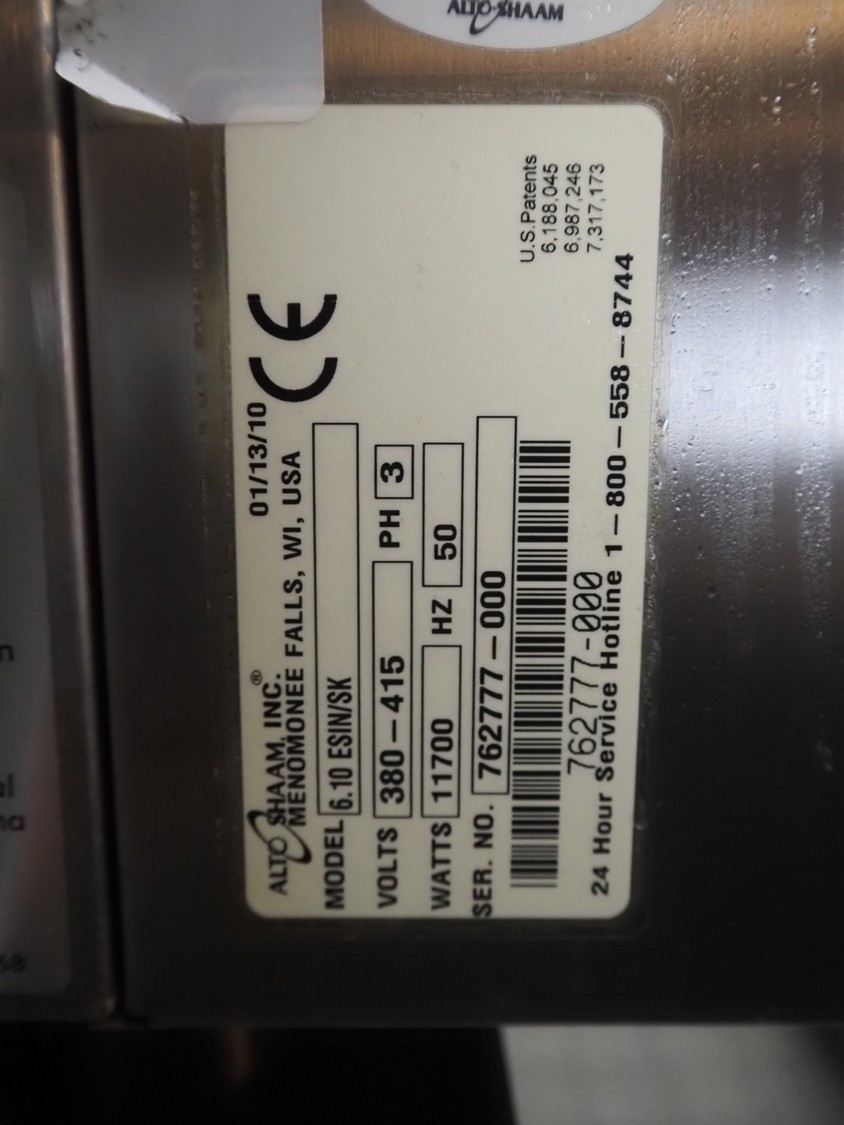 ALTO-SHAAM
01/13/10
ALTO SHAAM, INC.®
MENOMONEE FALLS, WI, USA
CE
MODEL 6.10 ESIN/SK
VOLTS 380-415 PH 3
WATTS 11700 HZ 50
SER. NO. 762777-000
762777-000
24 Hour Service Hotline 1-800-558-8744
U.S.Patents
6,188,045
6,987,246
7,317,173